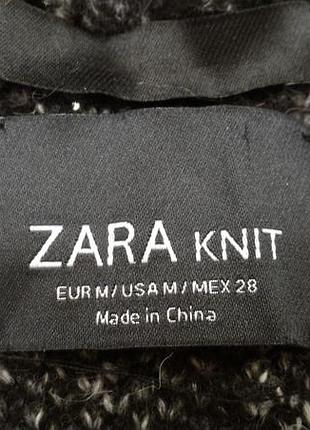 ZARA KNIT
EUR M / USA M / MEX 28
Made in China